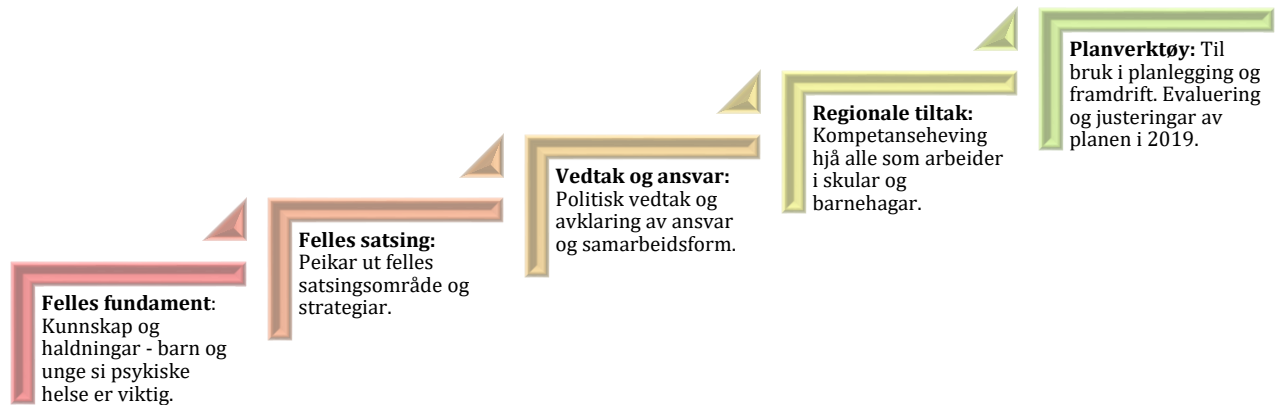 Felles fundament:
Kunnskap og
haldningar - barn og
unge si psykiske
helse er viktig.
Felles satsing:
Peikar ut felles
satsingsområde og
strategiar.
Vedtak og ansvar:
Politisk vedtak og
avklaring av ansvar
og samarbeidsform.
Regionale tiltak:
Kompetanseheving
hjå alle som arbeider
i skular og
barnehagar.
Planverktøy: Til
bruk i planlegging og
framdrift. Evaluering
og justeringar av
planen i 2019.